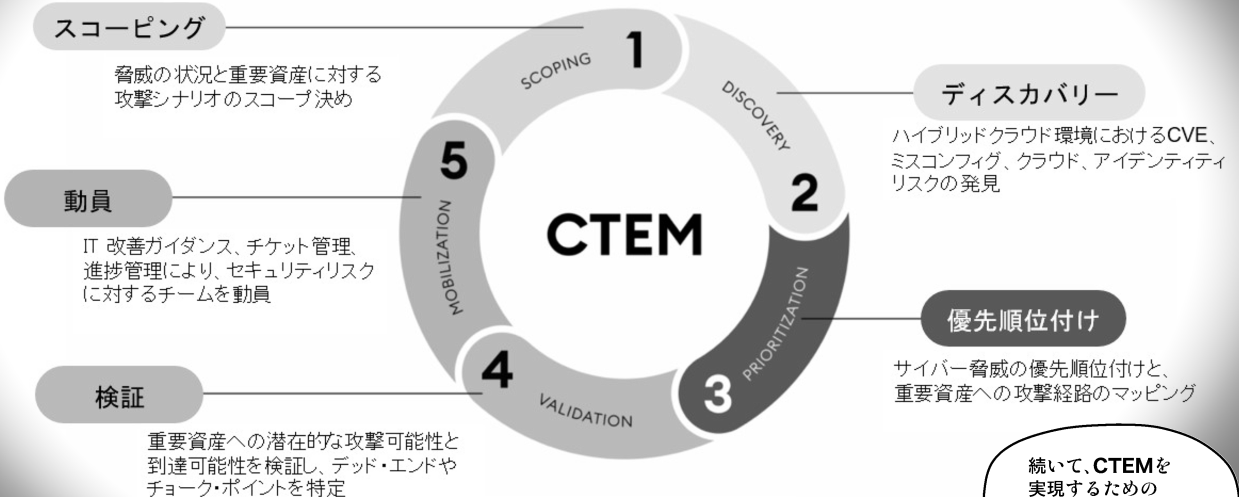 スコーピング
脅威の状況と重要資産に対する
攻撃シナリオのスコープ決め
SCOPING
1
DISCOVERY
2
ディスカバリー
ハイブリッドクラウド環境におけるCVE、
ミスコンフィグ、クラウド、アイデンティティ
リスクの発見
動員
IT 改善ガイダンス、チケット管理、
進捗管理により、セキュリティリスク
に対するチームを動員
5
MOBILIZATION
CTEM
PRIORITIZATION
3
優先順位付け
サイバー脅威の優先順位付けと、
重要資産への攻撃経路のマッピング
検証
重要資産への潜在的な攻撃可能性と
到達可能性を検証し、デッド・エンドや
チョーク・ポイントを特定
4
VALIDATION
続いて、CTEMを
実現するための